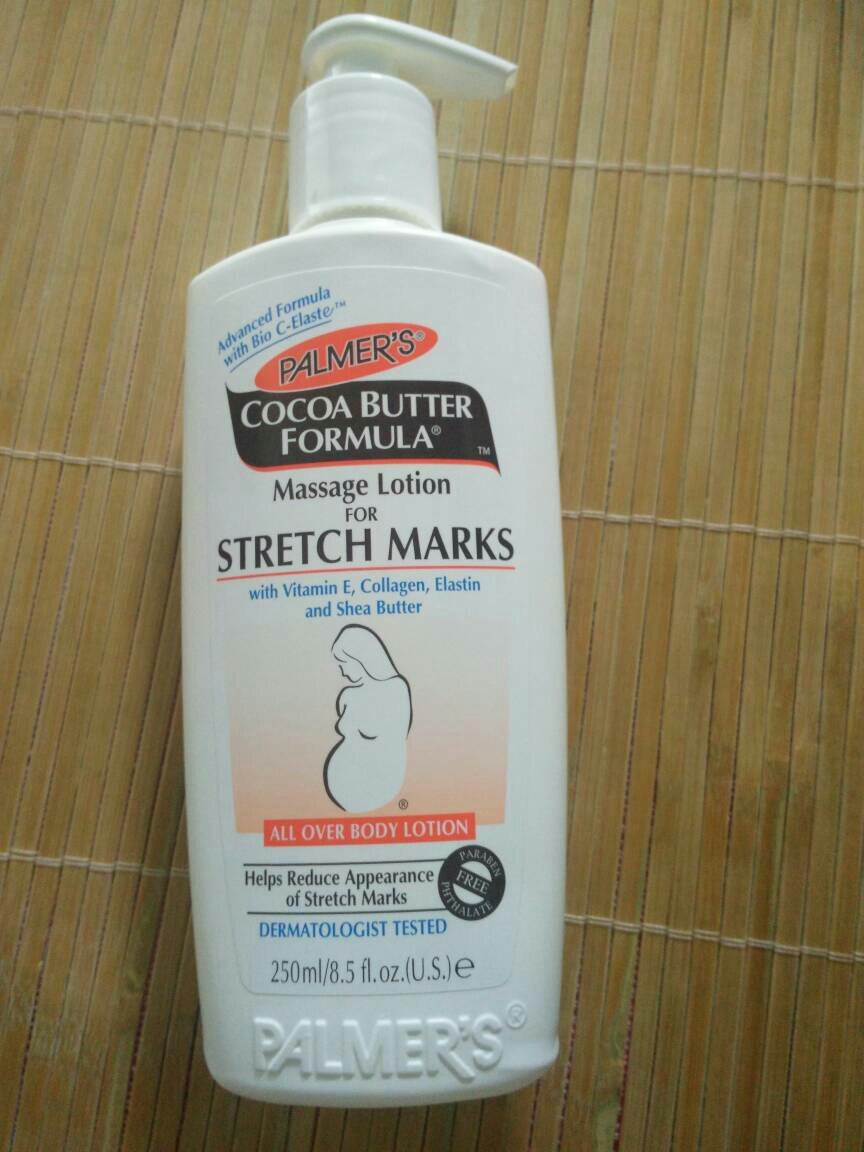 Advanced Formula
with Bio C-Elaste™
PALMER'S®
COCOA BUTTER
FORMULA®
™
Massage Lotion
FOR
STRETCH MARKS
with Vitamin E, Collagen, Elastin
and Shea Butter
®
ALL OVER BODY LOTION
Helps Reduce Appearance
of Stretch Marks
PARABEN
FREE
PHTHALATE
DERMATOLOGIST TESTED
250ml/8.5 fl.oz.(U.S.)℮
PALMER'S®